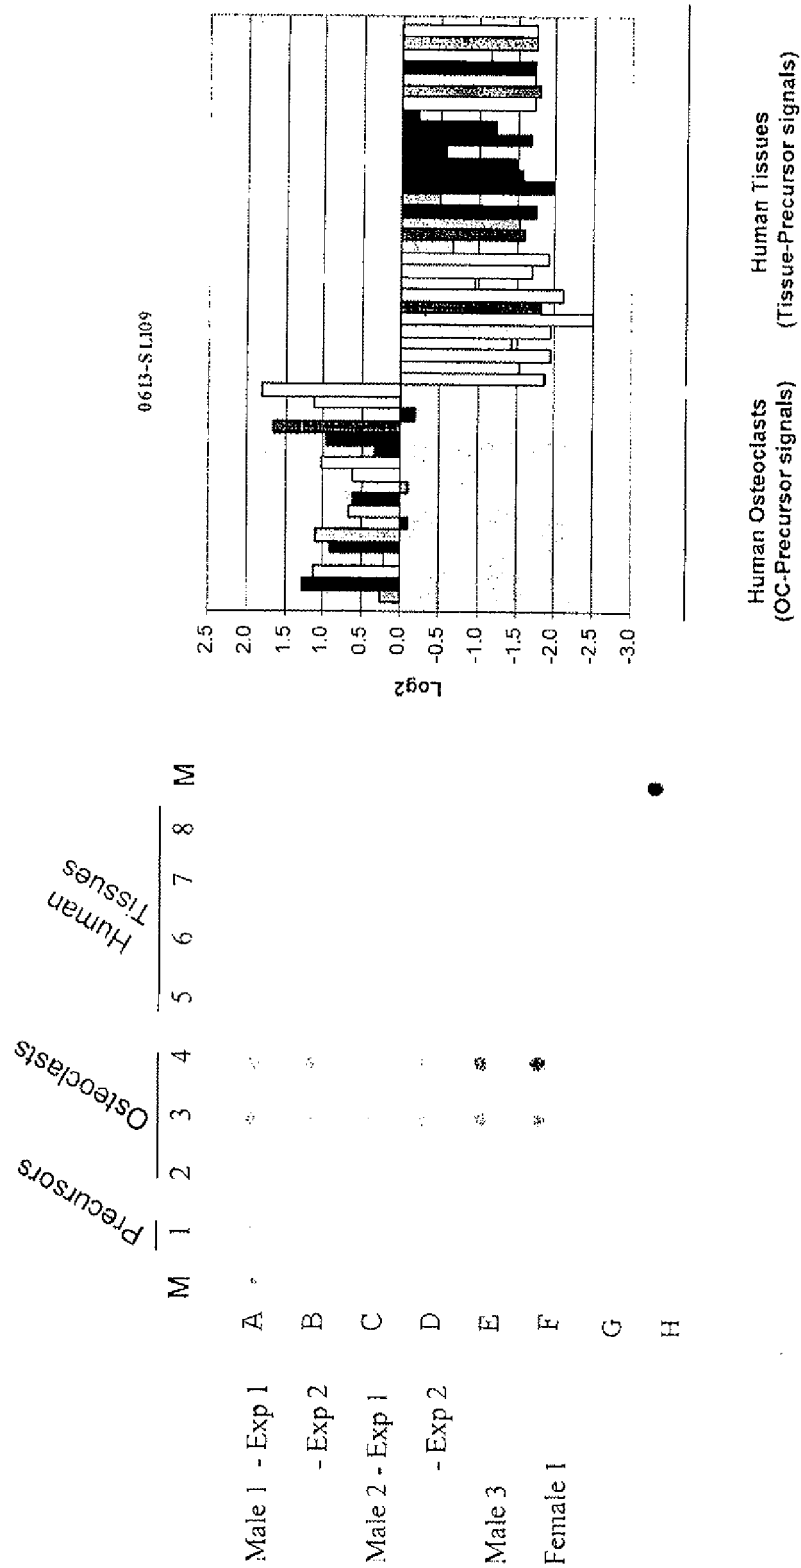 Precursors
Osteoclasts
Human
Tissues
M 1 2 3 4 5 6 7 8 M
Male 1 - Exp 1 A
- Exp 2 B
Male 2 - Exp 1 C
- Exp 2 D
Male 3 E
Female 1 F
G
H
0613-SL109
Log2
2.5
2.0
1.5
1.0
0.5
0.0
-0.5
-1.0
-1.5
-2.0
-2.5
-3.0
Human Osteoclasts
(OC-Precursor signals)
Human Tissues
(Tissue-Precursor signals)